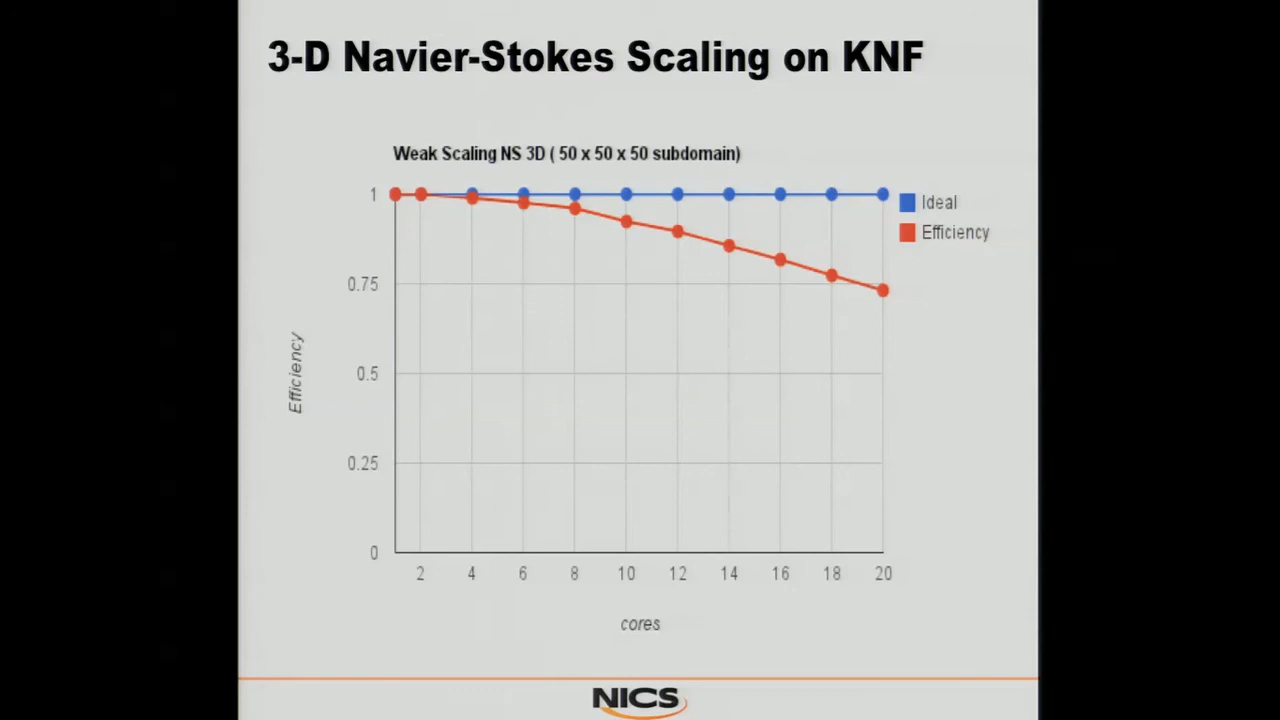 3-D Navier-Stokes Scaling on KNF
Weak Scaling NS 3D ( 50 x 50 x 50 subdomain)
1
0.75
0.5
0.25
0
Efficiency
2 4 6 8 10 12 14 16 18 20
cores
Ideal
Efficiency
NICS